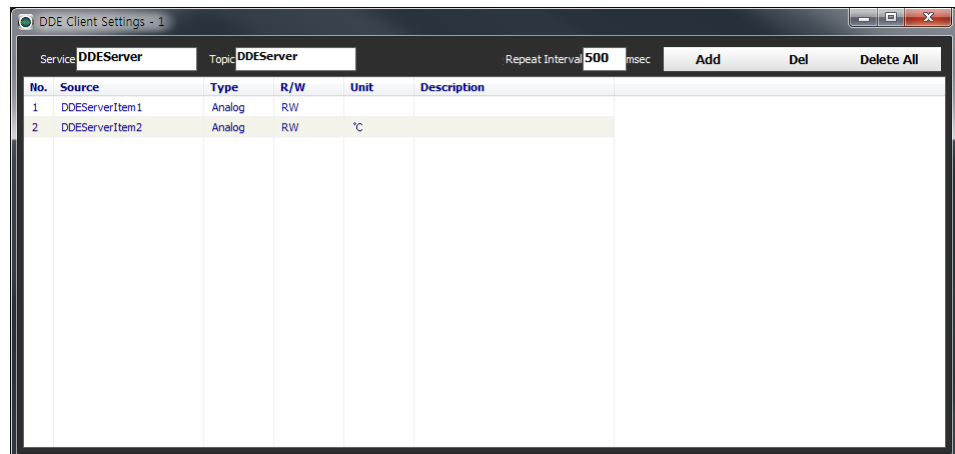 DDE Client Settings - 1
Service DDEServer Topic DDEServer Repeat Interval 500 msec Add Del Delete All
No. Source Type R/W Unit Description
1 DDEServerItem1 Analog RW
2 DDEServerItem2 Analog RW ℃